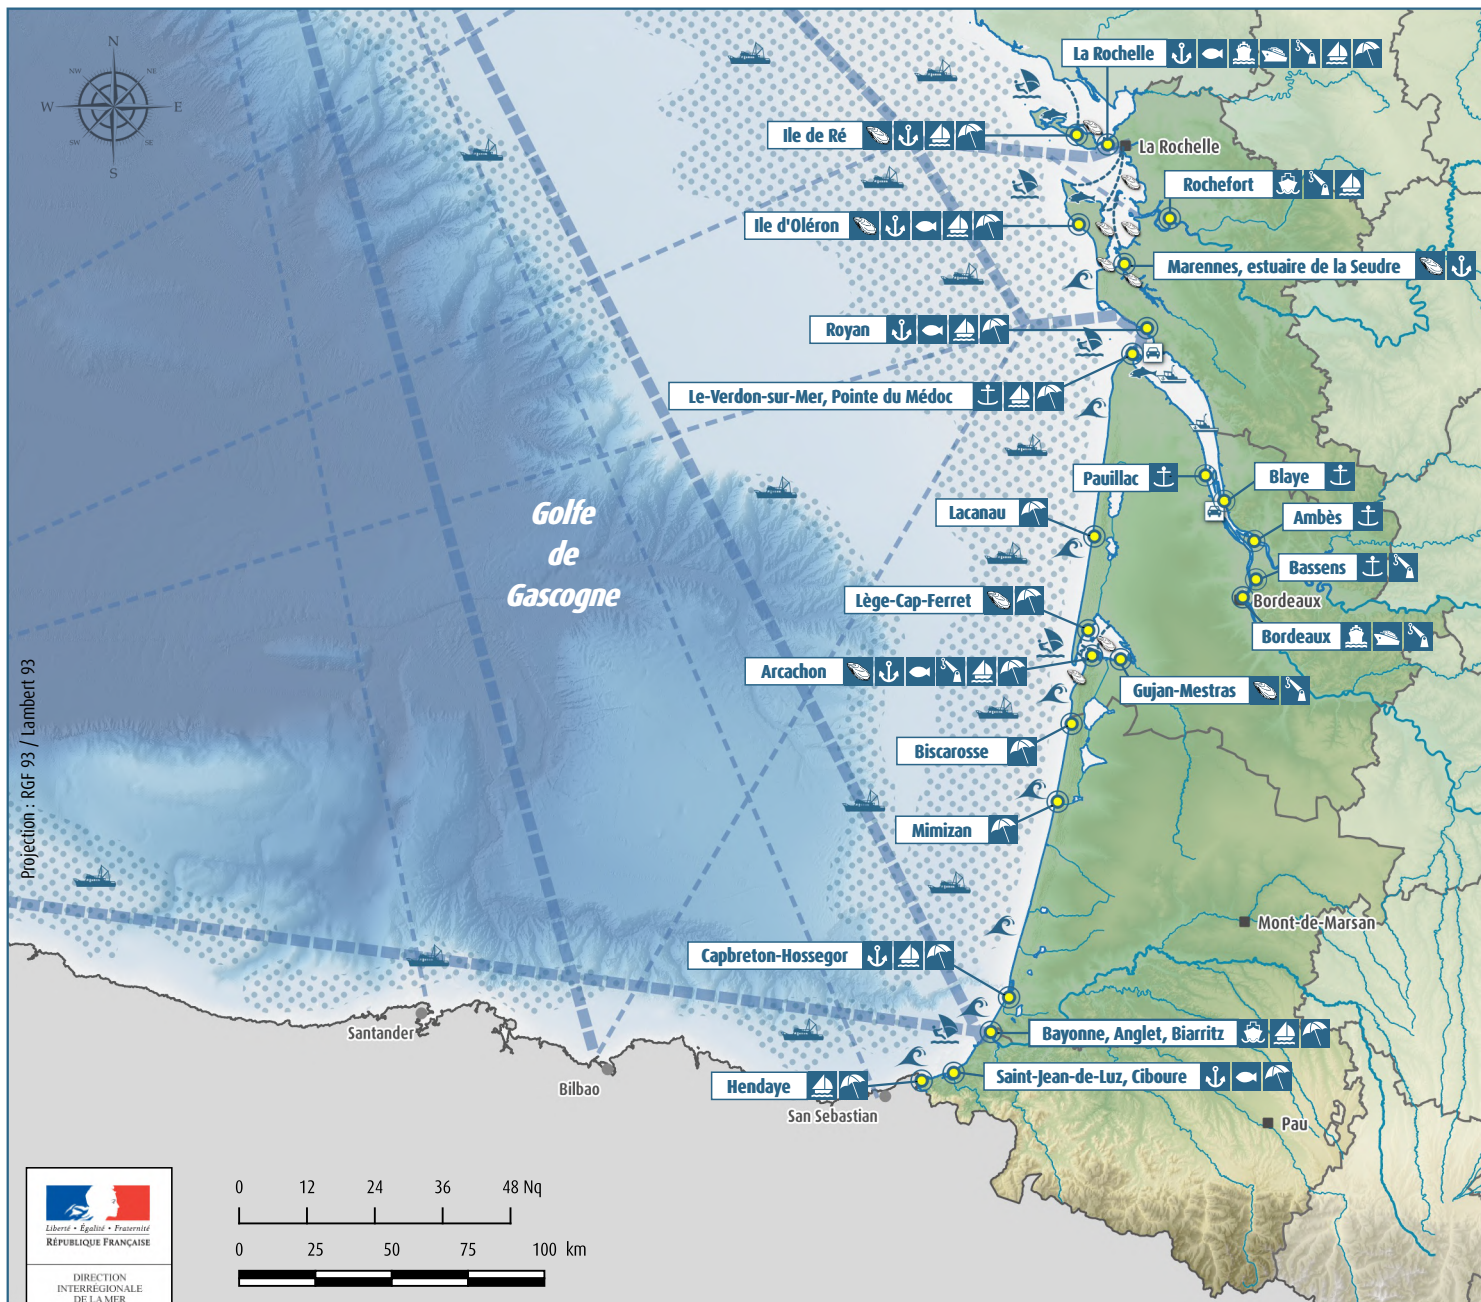 N
NW
NE
W
E
SW
SE
S
La Rochelle
Ile de Ré
La Rochelle
Rochefort
Ile d'Oléron
Marennes, estuaire de la Seudre
Royan
Le-Verdon-sur-Mer, Pointe du Médoc
Pauillac
Blaye
Lacanau
Ambès
Golfe
de
Gascogne
Bassens
Lège-Cap-Ferret
Bordeaux
Bordeaux
Arcachon
Gujan-Mestras
Biscarosse
Mimizan
Projection : RGF 93 / Lambert 93
Mont-de-Marsan
Capbreton-Hossegor
Santander
Bayonne, Anglet, Biarritz
Bilbao
Hendaye
Saint-Jean-de-Luz, Ciboure
San Sebastian
Pau
0 12 24 36 48 Nq
0 25 50 75 100 km
Liberté • Égalité • Fraternité
RÉPUBLIQUE FRANÇAISE
DIRECTION
INTERRÉGIONALE
DE LA MER